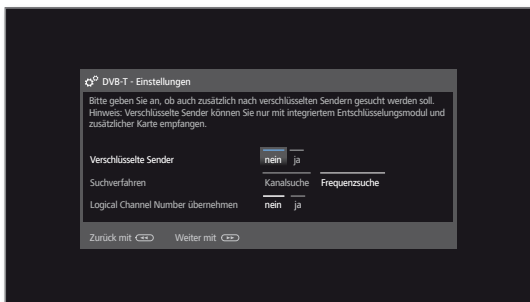 DVB-T - Einstellungen
Bitte geben Sie an, ob auch zusätzlich nach verschlüsselten Sendern gesucht werden soll.
Hinweis: Verschlüsselte Sender können Sie nur mit integriertem Entschlüsselungsmodul und
zusätzlicher Karte empfangen.
Verschlüsselte Sender nein ja
Suchverfahren Kanalsuche Frequenzsuche
Logical Channel Number übernehmen nein ja
Zurück mit Weiter mit